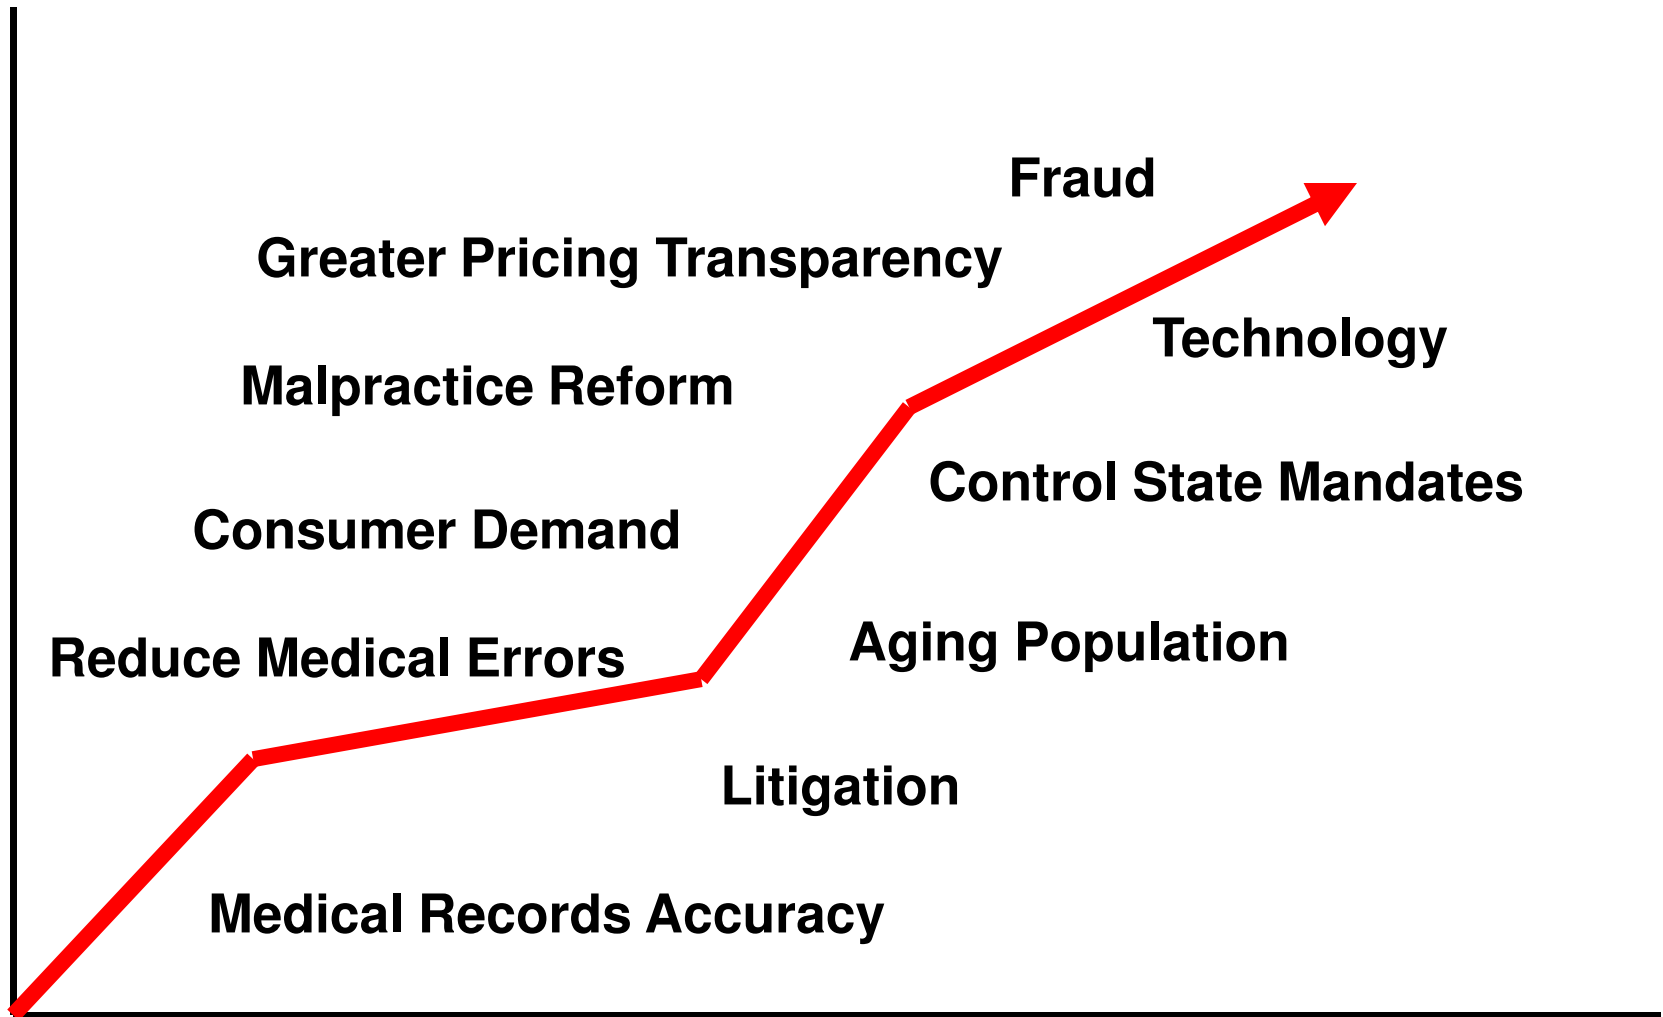 Fraud
Greater Pricing Transparency
Technology
Malpractice Reform
Control State Mandates
Consumer Demand
Aging Population
Reduce Medical Errors
Litigation
Medical Records Accuracy